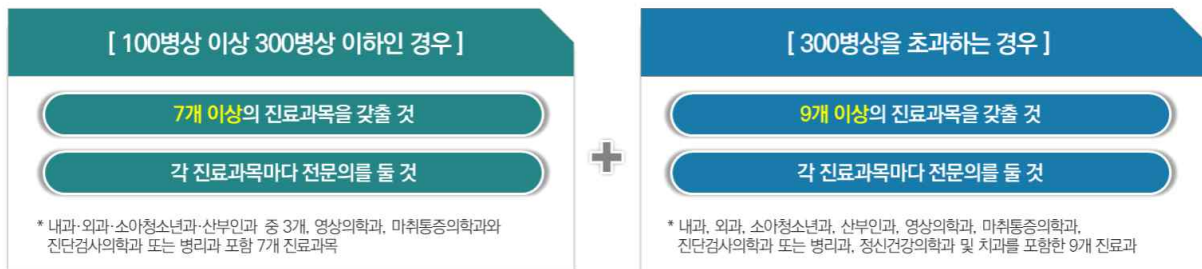 [ 100병상 이상 300병상 이하인 경우 ]
7개 이상의 진료과목을 갖출 것
각 진료과목마다 전문의를 둘 것
* 내과·외과·소아청소년과·산부인과 중 3개, 영상의학과, 마취통증의학과와
진단검사의학과 또는 병리과 포함 7개 진료과목
+
[ 300병상을 초과하는 경우 ]
9개 이상의 진료과목을 갖출 것
각 진료과목마다 전문의를 둘 것
* 내과, 외과, 소아청소년과, 산부인과, 영상의학과, 마취통증의학과,
진단검사의학과 또는 병리과, 정신건강의학과 및 치과를 포함한 9개 진료과